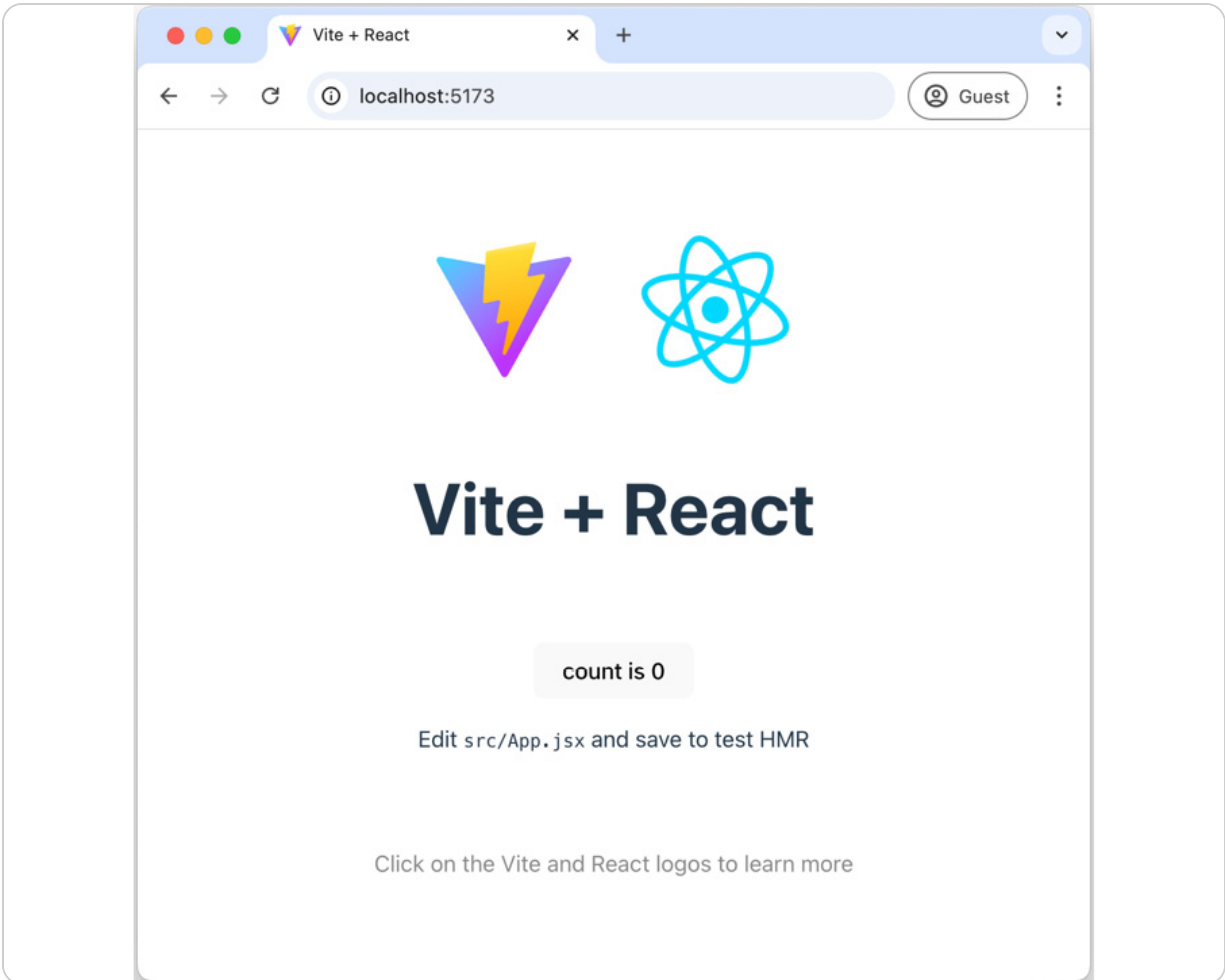 Vite + React
localhost:5173
Guest
Vite + React
count is 0
Edit src/App.jsx and save to test HMR
Click on the Vite and React logos to learn more